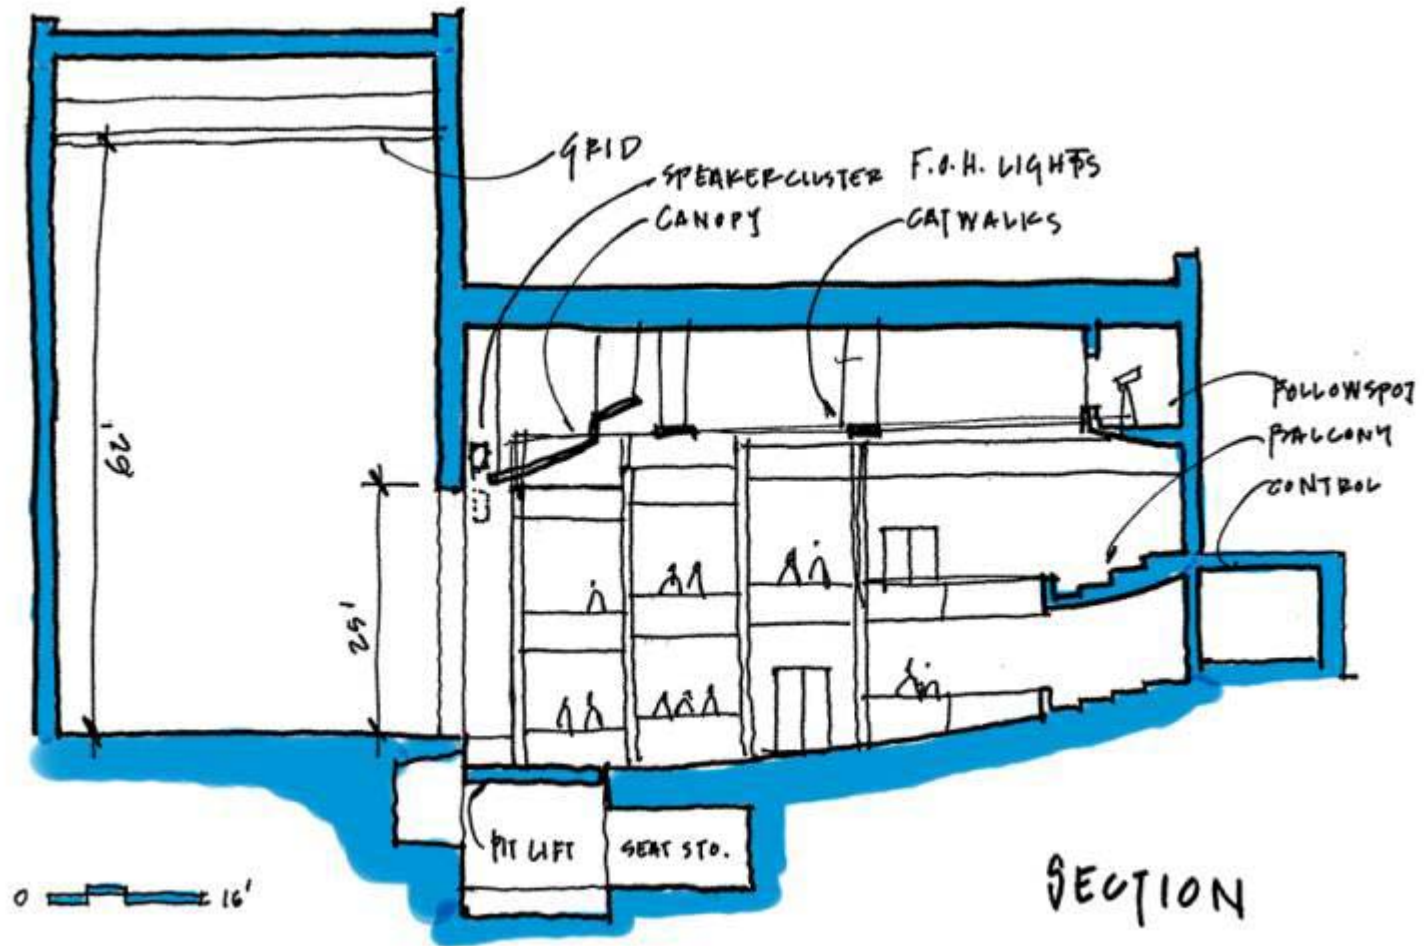 GRID
SPEAKER CLUSTER
F.O.H. LIGHTS
CANOPY
CATWALKS
FOLLOWSPOT
BALCONY
CONTROL
62'
25'
PIT LIFT
SEAT STO.
0
16'
SECTION